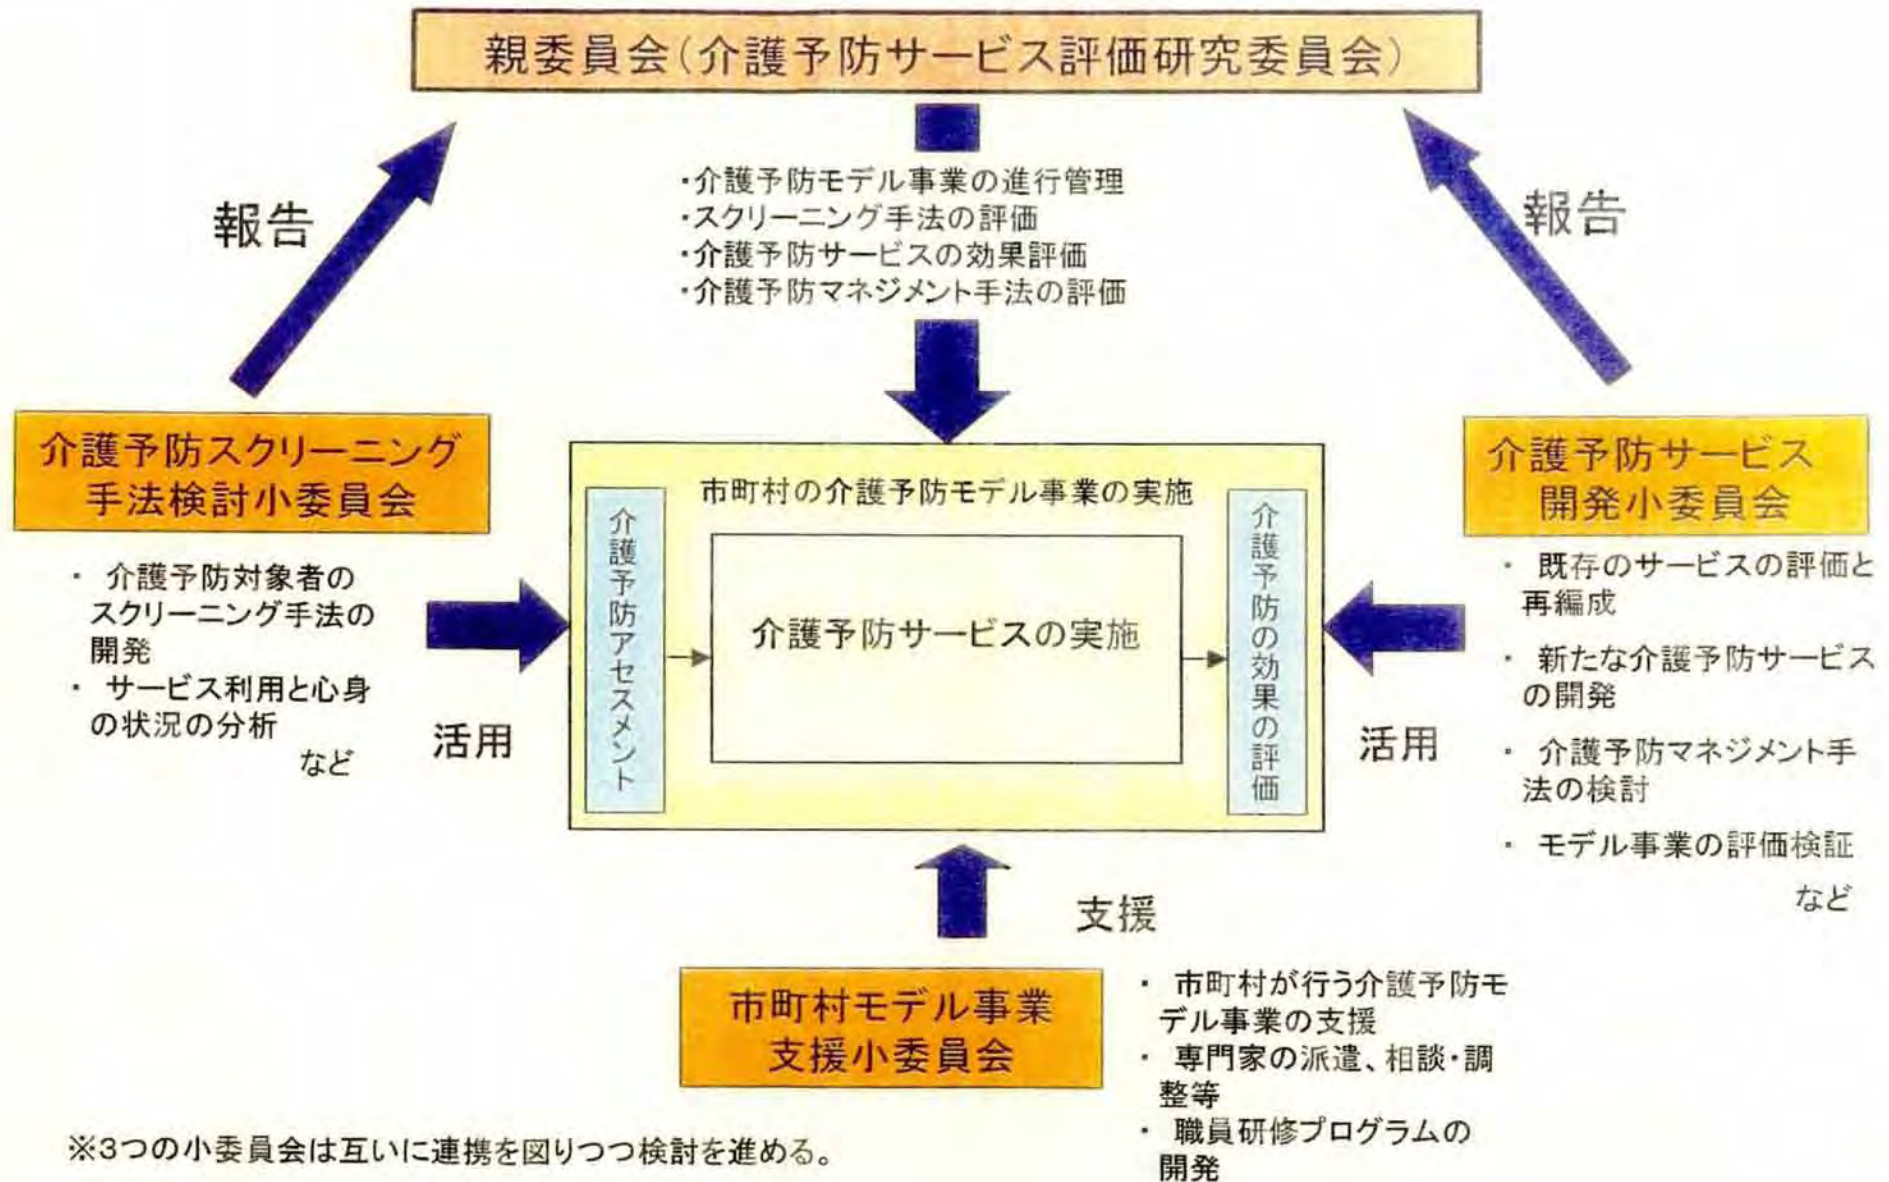 親委員会（介護予防サービス評価研究委員会）
・介護予防モデル事業の進行管理
・スクリーニング手法の評価
・介護予防サービスの効果評価
・介護予防マネジメント手法の評価
報告
報告
介護予防スクリーニング
手法検討小委員会
・ 介護予防対象者の
スクリーニング手法の
開発
・ サービス利用と心身
の状況の分析
など
活用
市町村の介護予防モデル事業の実施
介護予防アセスメント
介護予防サービスの実施
介護予防の効果の評価
介護予防サービス
開発小委員会
・ 既存のサービスの評価と
再編成
・ 新たな介護予防サービス
の開発
・ 介護予防マネジメント手
法の検討
・ モデル事業の評価検証
など
活用
支援
市町村モデル事業
支援小委員会
・ 市町村が行う介護予防モ
デル事業の支援
・ 専門家の派遣、相談・調
整等
・ 職員研修プログラムの
開発
※3つの小委員会は互いに連携を図りつつ検討を進める。